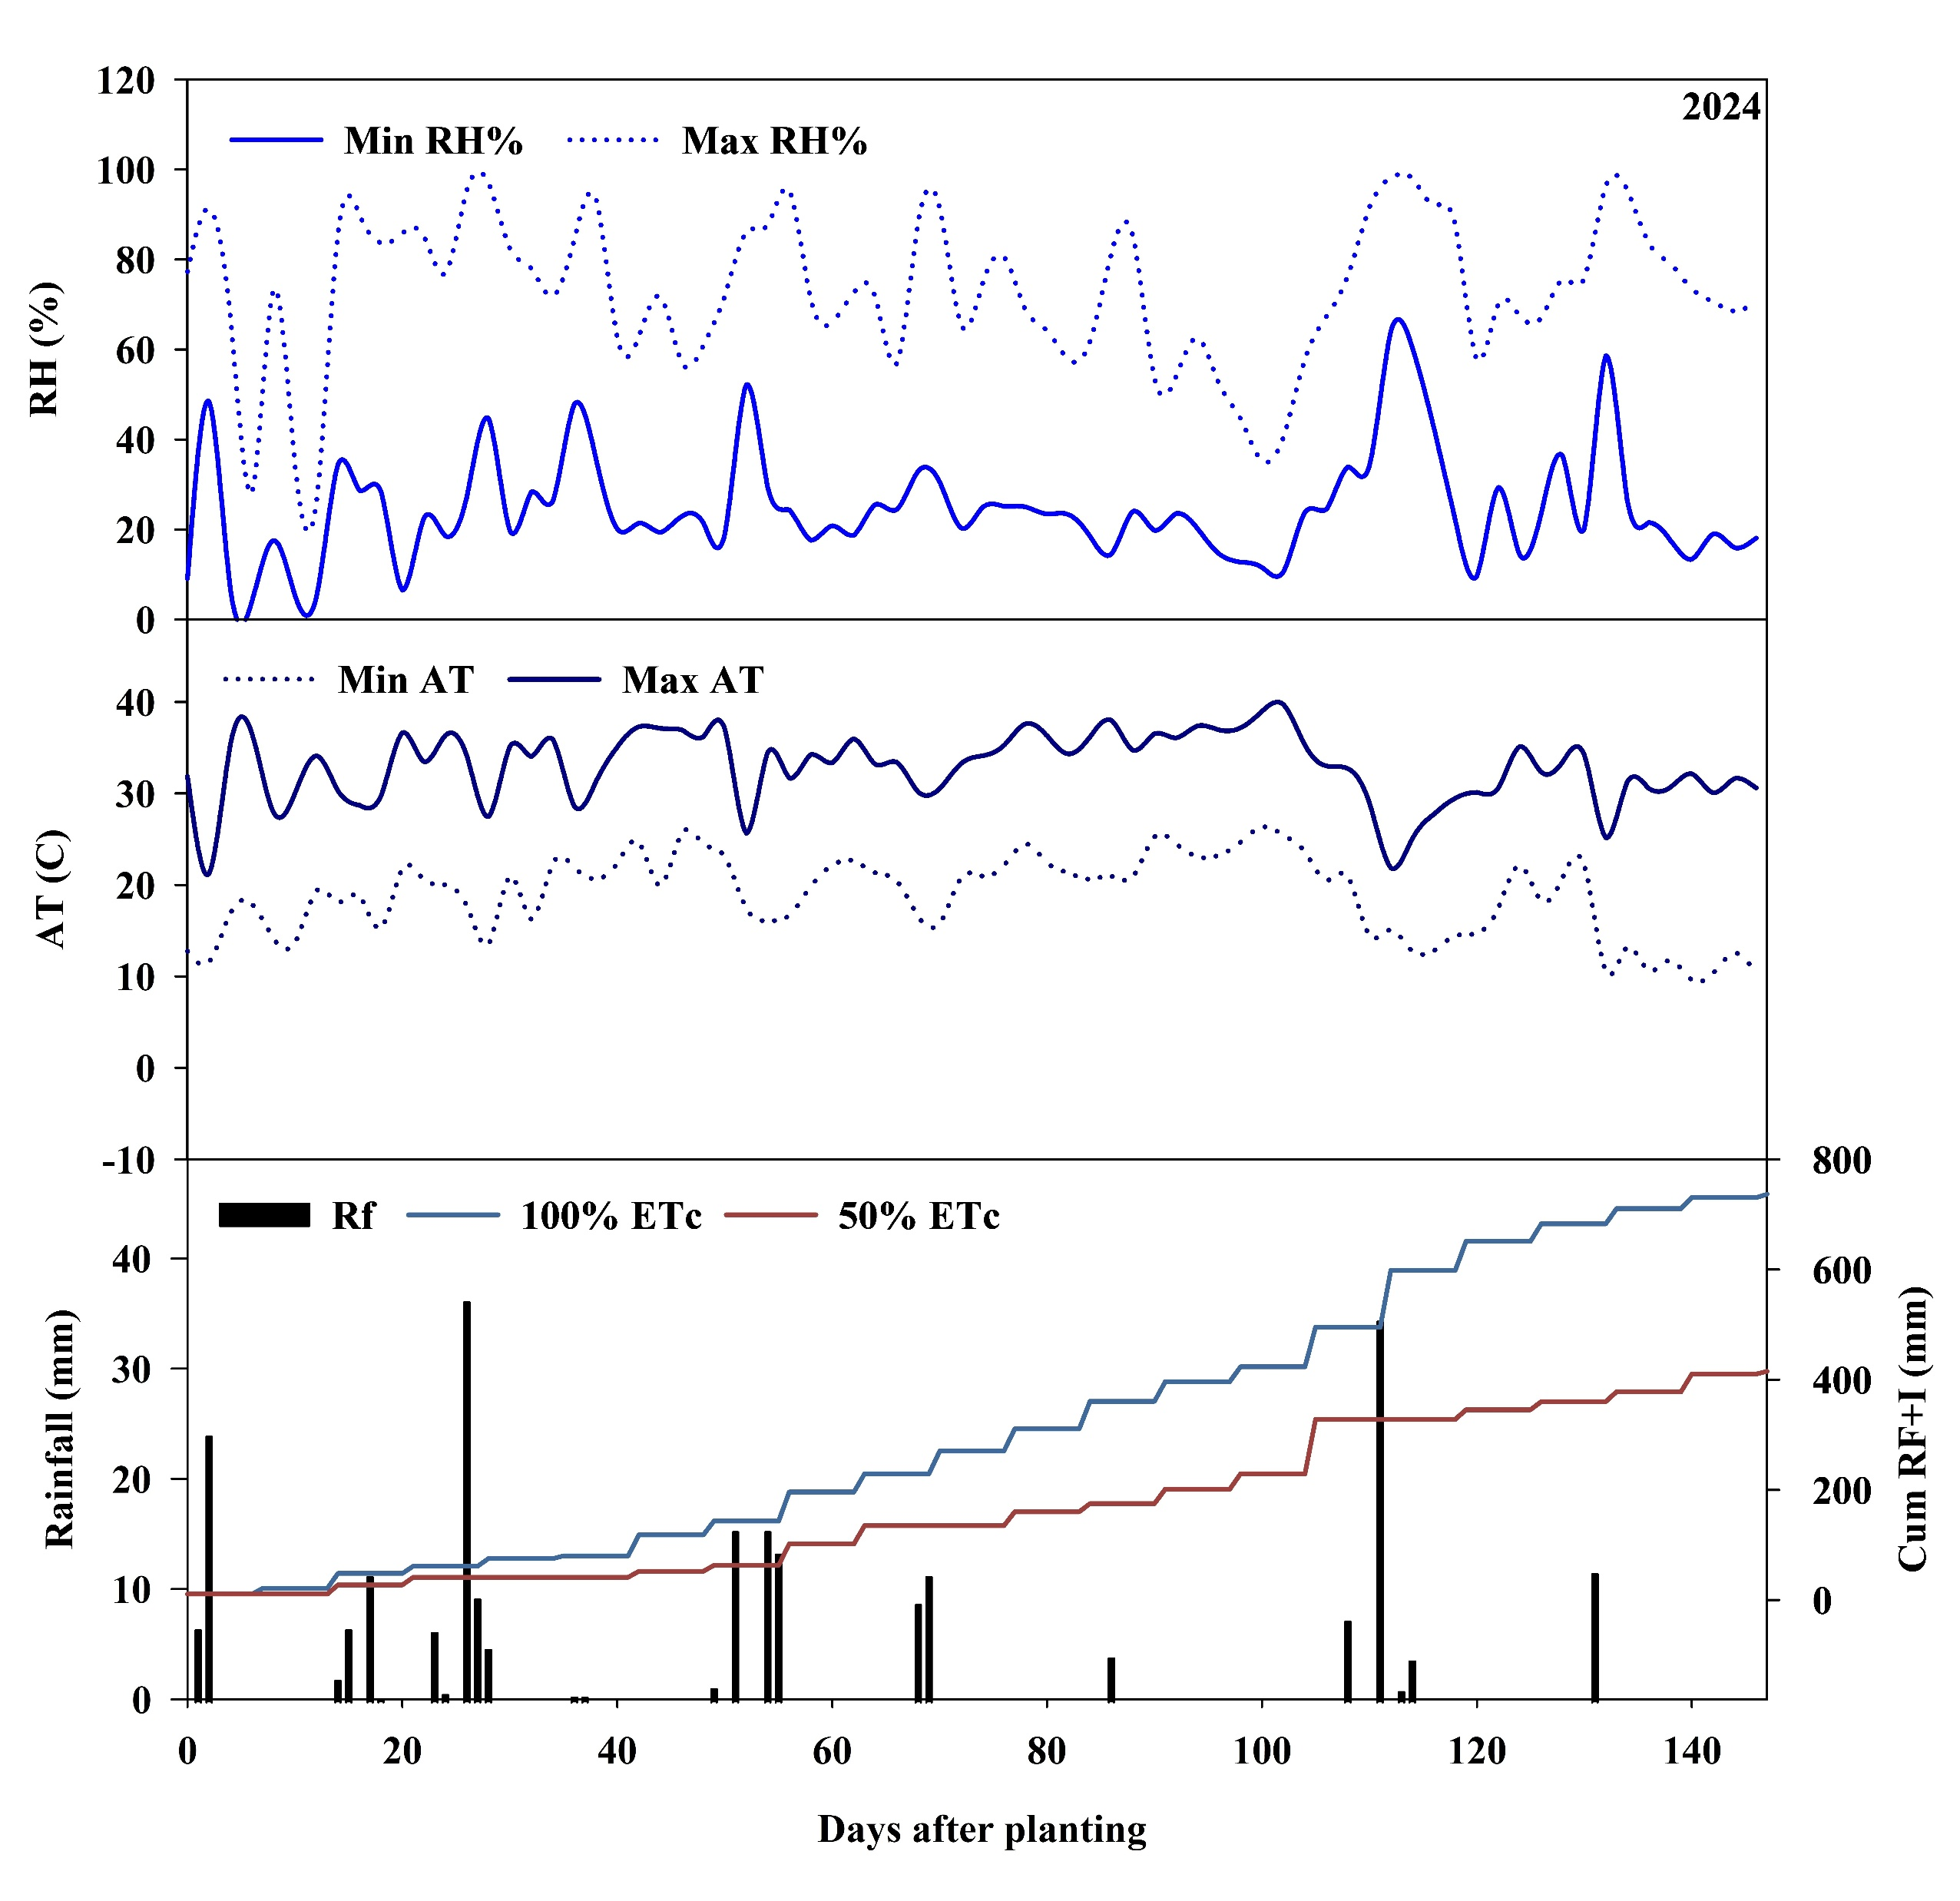 120
2024
Min RH% Max RH%
100
80
60
40
20
0
RH (%)
Min AT Max AT
40
30
20
10
0
-10
AT (C)
800
Rf 100% ETc 50% ETc
40
30
20
10
0
Rainfall (mm)
600
400
200
0
Cum RF+I (mm)
0 20 40 60 80 100 120 140
Days after planting